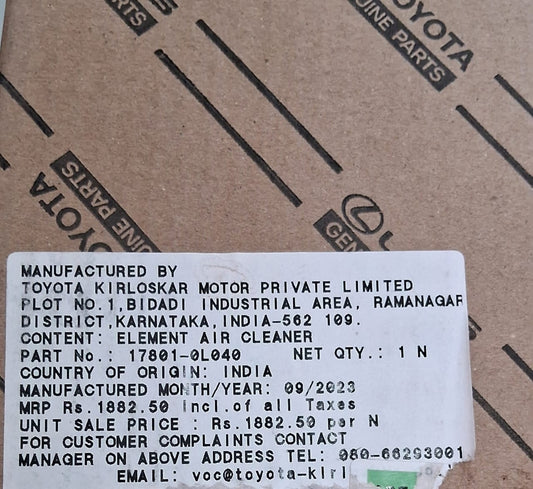 TOYOTA
GENUINE PARTS
TOYOTA
GENUINE PARTS
MANUFACTURED BY
TOYOTA KIRLOSKAR MOTOR PRIVATE LIMITED
PLOT NO.1,BIDADI INDUSTRIAL AREA, RAMANAGAR
DISTRICT,KARNATAKA,INDIA-562 109.
CONTENT: ELEMENT AIR CLEANER
PART No.: 17801-0L040 NET QTY.: 1 N
COUNTRY OF ORIGIN: INDIA
MANUFACTURED MONTH/YEAR: 09/2023
MRP Rs.1882.50 incl.of all Taxes
UNIT SALE PRICE : Rs.1882.50 per N
FOR CUSTOMER COMPLAINTS CONTACT
MANAGER ON ABOVE ADDRESS TEL: 080-66293001
EMAIL: voc@toyota-kirl